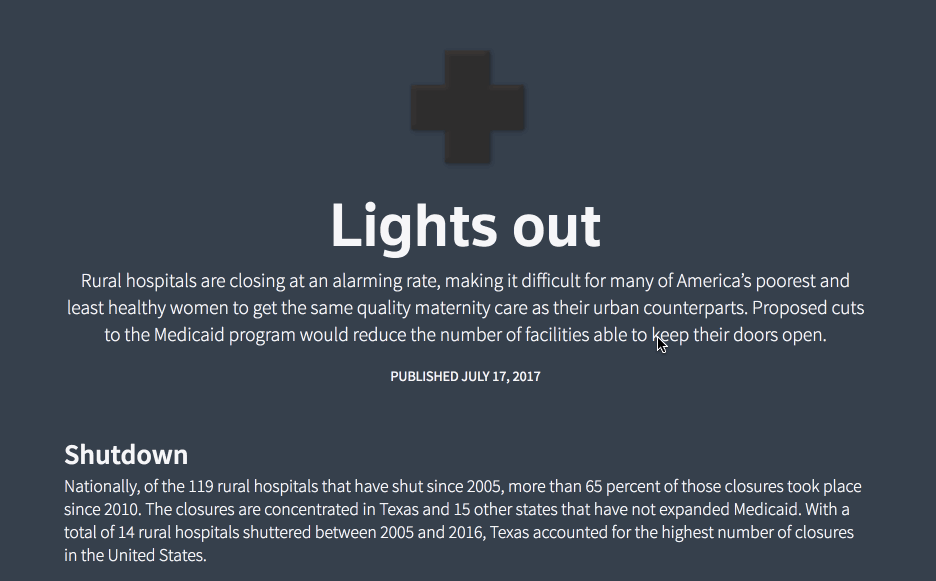 Lights out
Rural hospitals are closing at an alarming rate, making it difficult for many of America’s poorest and
least healthy women to get the same quality maternity care as their urban counterparts. Proposed cuts
to the Medicaid program would reduce the number of facilities able to keep their doors open.
PUBLISHED JULY 17, 2017
Shutdown
Nationally, of the 119 rural hospitals that have shut since 2005, more than 65 percent of those closures took place
since 2010. The closures are concentrated in Texas and 15 other states that have not expanded Medicaid. With a
total of 14 rural hospitals shuttered between 2005 and 2016, Texas accounted for the highest number of closures
in the United States.